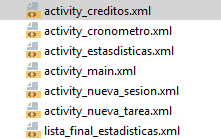 activity_creditos.xml
activity_cronometro.xml
activity_estasdisticas.xml
activity_main.xml
activity_nueva_sesion.xml
activity_nueva_tarea.xml
lista_final_estadisticas.xml